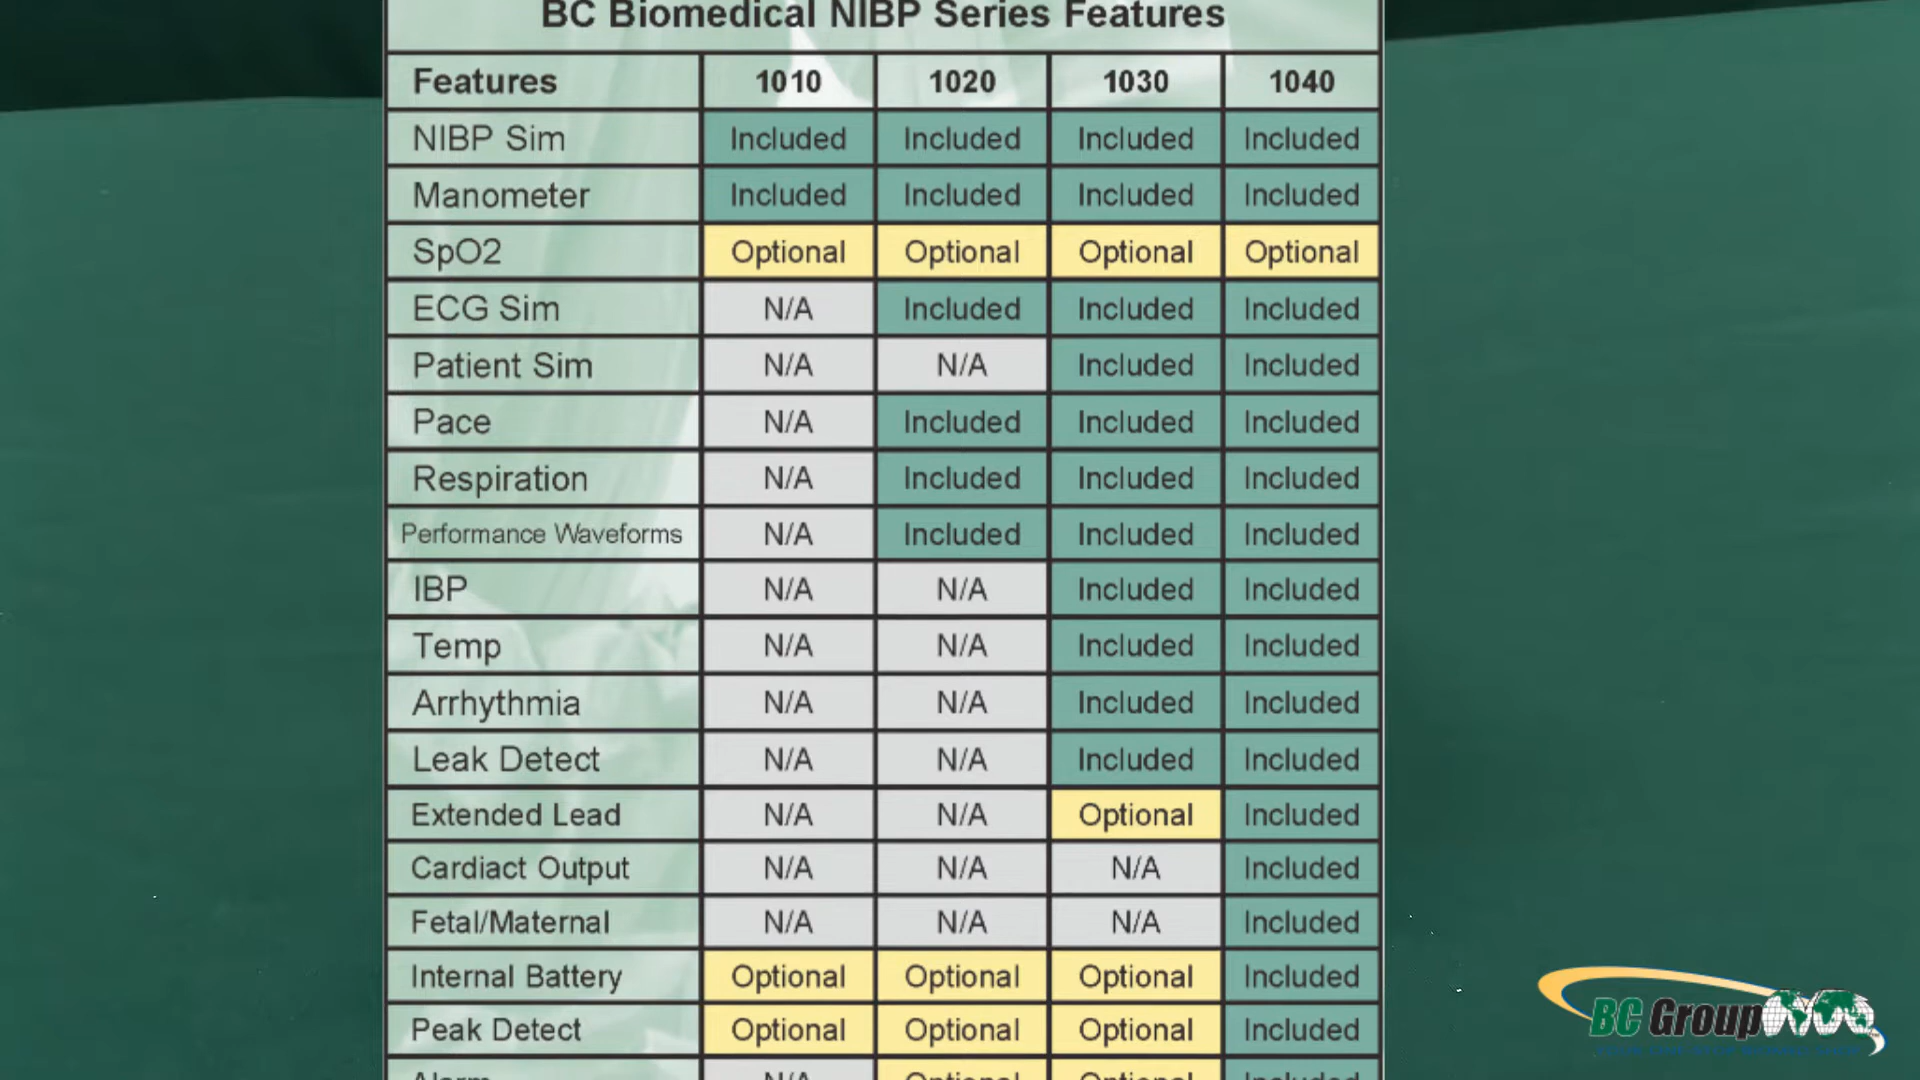 BC Biomedical NIBP Series Features
Features 1010 1020 1030 1040
NIBP Sim Included Included Included Included
Manometer Included Included Included Included
SpO2 Optional Optional Optional Optional
ECG Sim N/A Included Included Included
Patient Sim N/A N/A Included Included
Pace N/A Included Included Included
Respiration N/A Included Included Included
Performance Waveforms N/A Included Included Included
IBP N/A N/A Included Included
Temp N/A N/A Included Included
Arrhythmia N/A N/A Included Included
Leak Detect N/A N/A Included Included
Extended Lead N/A N/A Optional Included
Cardiact Output N/A N/A N/A Included
Fetal/Maternal N/A N/A N/A Included
Internal Battery Optional Optional Optional Included
Peak Detect Optional Optional Optional Included
Alarm N/A Optional Optional Included
BC Group